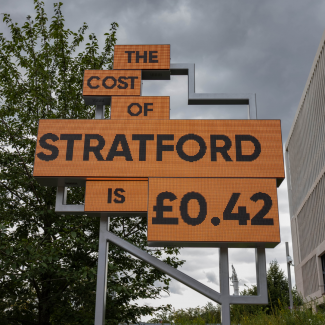 THE
COST
OF
STRATFORD
IS
£0.42